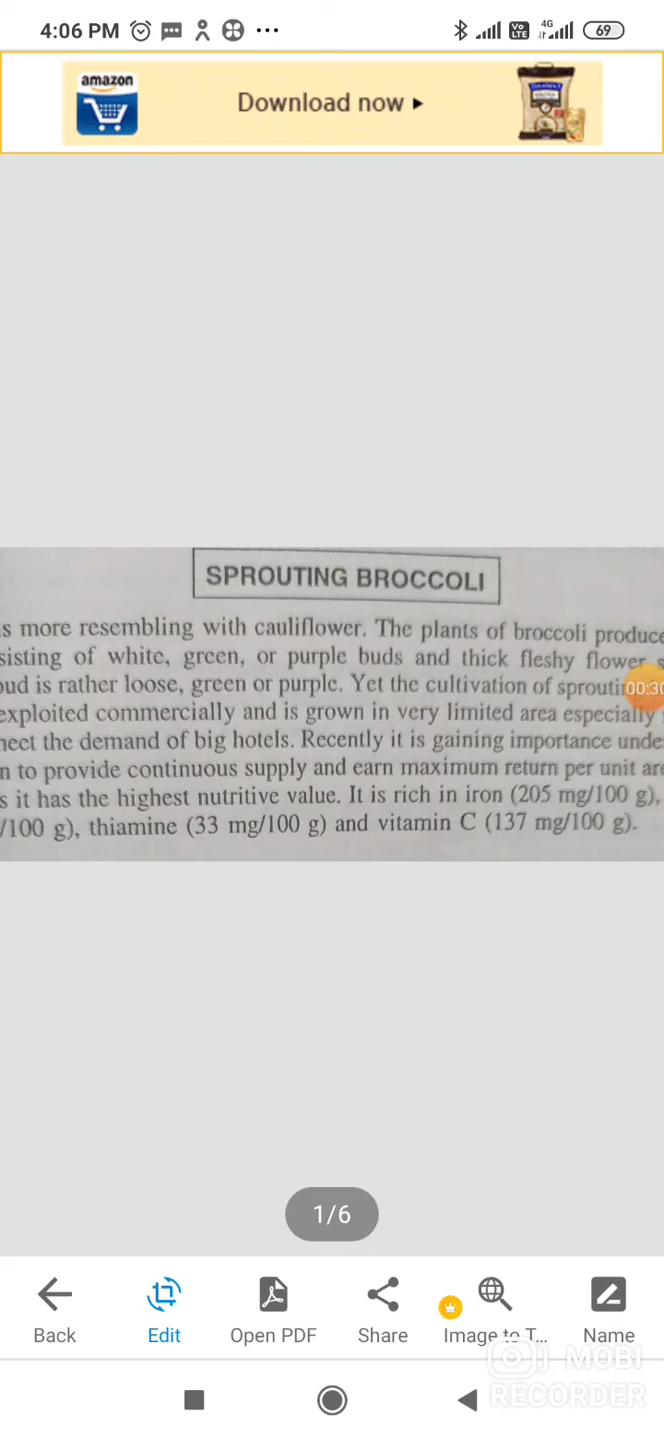 4:06 PM
Vo LTE
4G
69
amazon
Download now
SPROUTING BROCCOLI
s more resembling with cauliflower. The plants of broccoli produce
sisting of white, green, or purple buds and thick fleshy flower s
oud is rather loose, green or purple. Yet the cultivation of sprouti 00:30
exploited commercially and is grown in very limited area especially
neet the demand of big hotels. Recently it is gaining importance unde
n to provide continuous supply and earn maximum return per unit are
s it has the highest nutritive value. It is rich in iron (205 mg/100 g),
/100 g), thiamine (33 mg/100 g) and vitamin C (137 mg/100 g).
1/6
Back Edit Open PDF Share Image to T... Name
MOBI
RECORDER